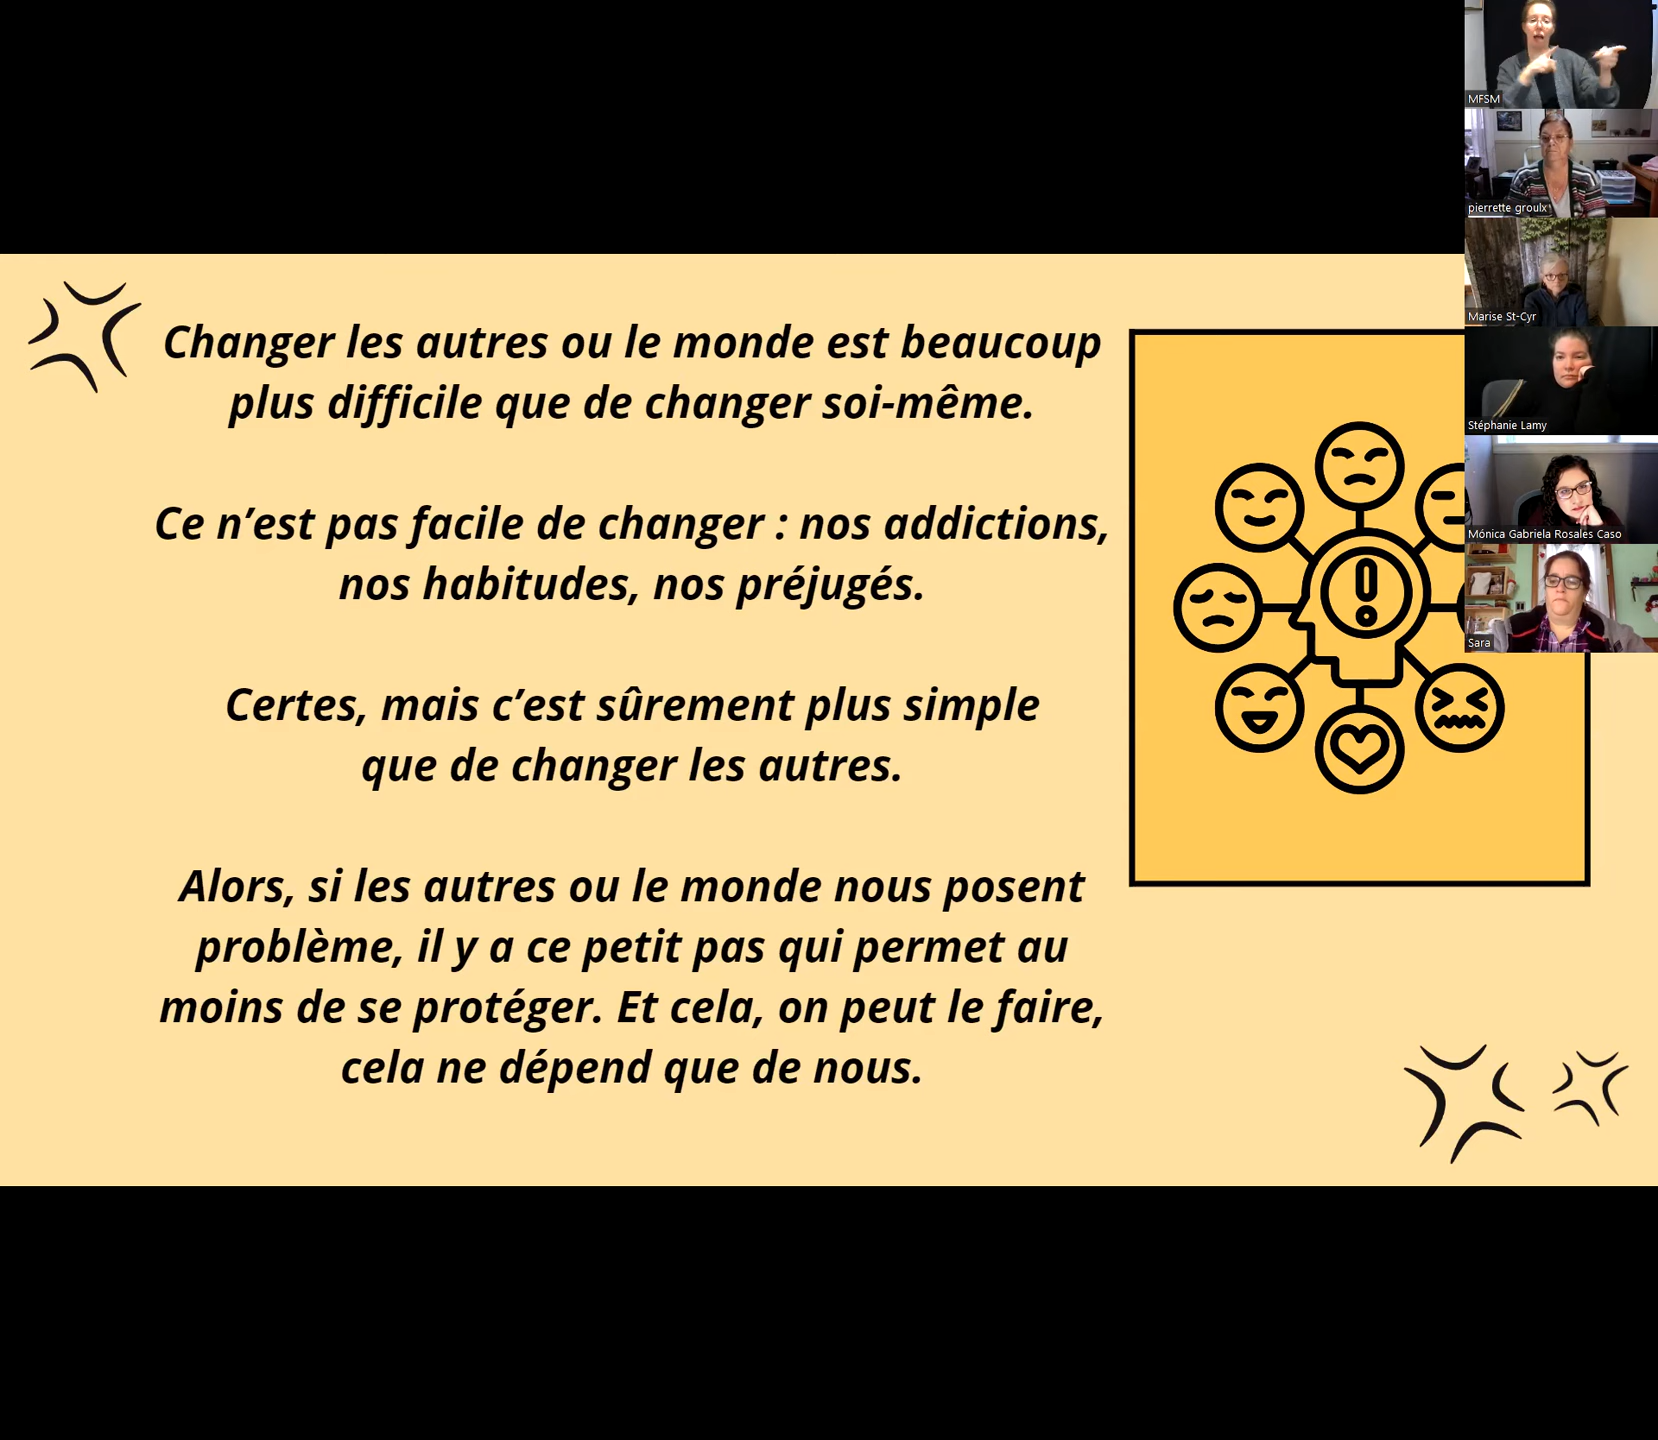 Changer les autres ou le monde est beaucoup
plus difficile que de changer soi-même.
Ce n’est pas facile de changer : nos addictions,
nos habitudes, nos préjugés.
Certes, mais c’est sûrement plus simple
que de changer les autres.
Alors, si les autres ou le monde nous posent
problème, il y a ce petit pas qui permet au
moins de se protéger. Et cela, on peut le faire,
cela ne dépend que de nous.
MFSM
pierrette groulx
Marise St-Cyr
Stéphanie Lamy
Mónica Gabriela Rosales Caso
Sara